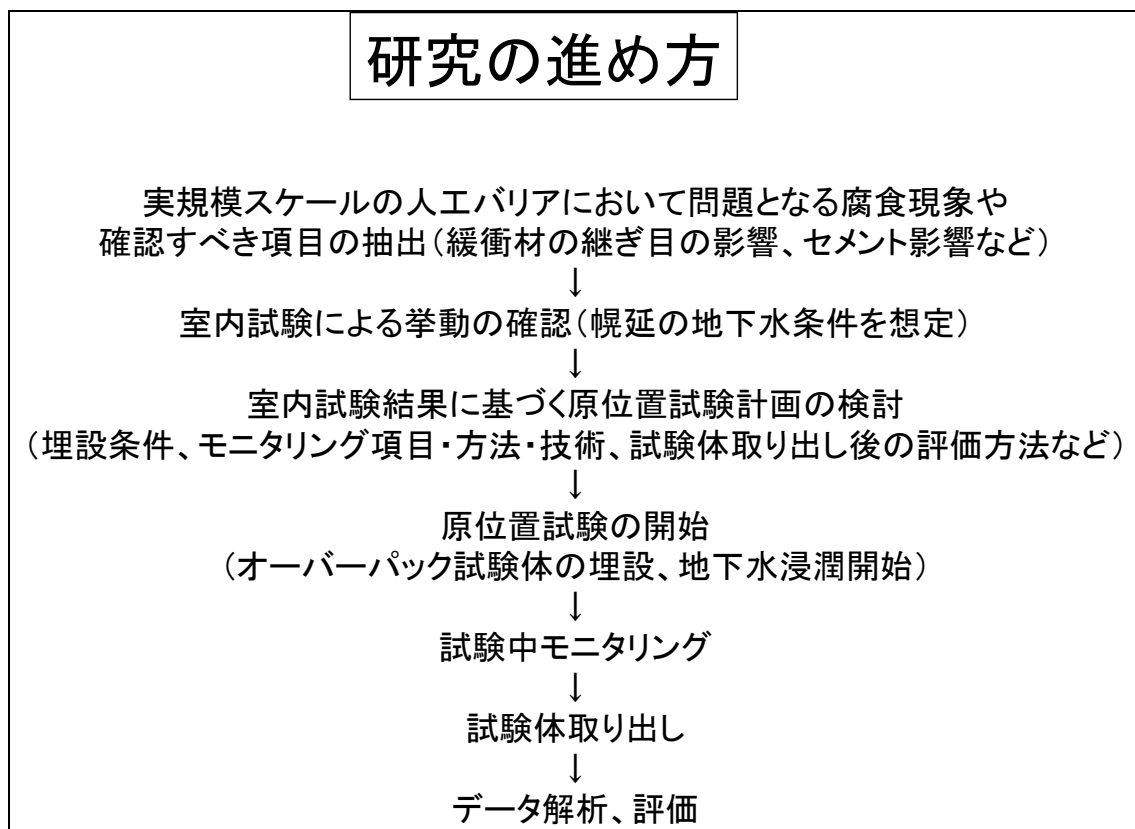 研究の進め方
実規模スケールの人工バリアにおいて問題となる腐食現象や
確認すべき項目の抽出（緩衝材の継ぎ目の影響、セメント影響など）
↓
室内試験による挙動の確認（幌延の地下水条件を想定）
↓
室内試験結果に基づく原位置試験計画の検討
（埋設条件、モニタリング項目・方法・技術、試験体取り出し後の評価方法など）
↓
原位置試験の開始
（オーバーパック試験体の埋設、地下水浸潤開始）
↓
試験中モニタリング
↓
試験体取り出し
↓
データ解析、評価